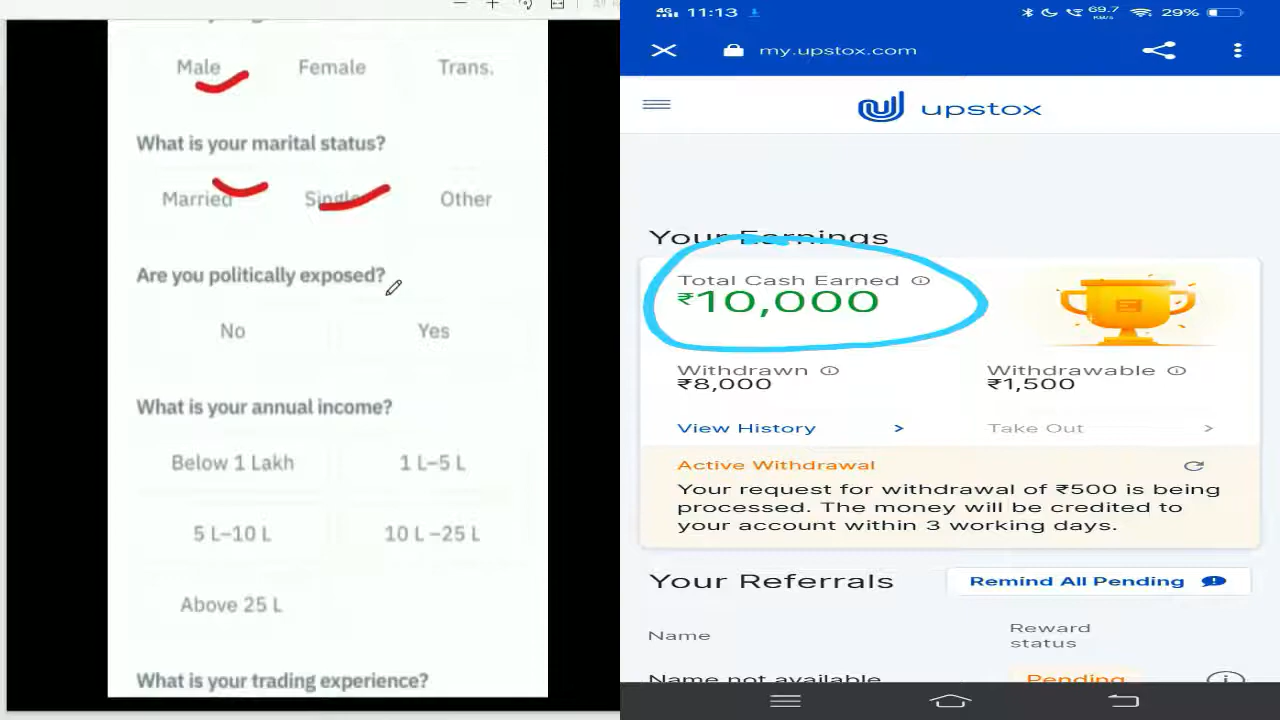 Male Female Trans.
What is your marital status?
Married Single Other
Are you politically exposed?
No Yes
What is your annual income?
Below 1 Lakh 1 L–5 L
5 L–10 L 10 L –25 L
Above 25 L
What is your trading experience?
4G 11:13 69.7 KB/s 29%
my.upstox.com
upstox
Your Earnings
Total Cash Earned
₹10,000
Withdrawn Withdrawable
₹8,000 ₹1,500
View History > Take Out >
Active Withdrawal
Your request for withdrawal of ₹500 is being
processed. The money will be credited to
your account within 3 working days.
Your Referrals Remind All Pending
Name Reward
status
Name not available Pending